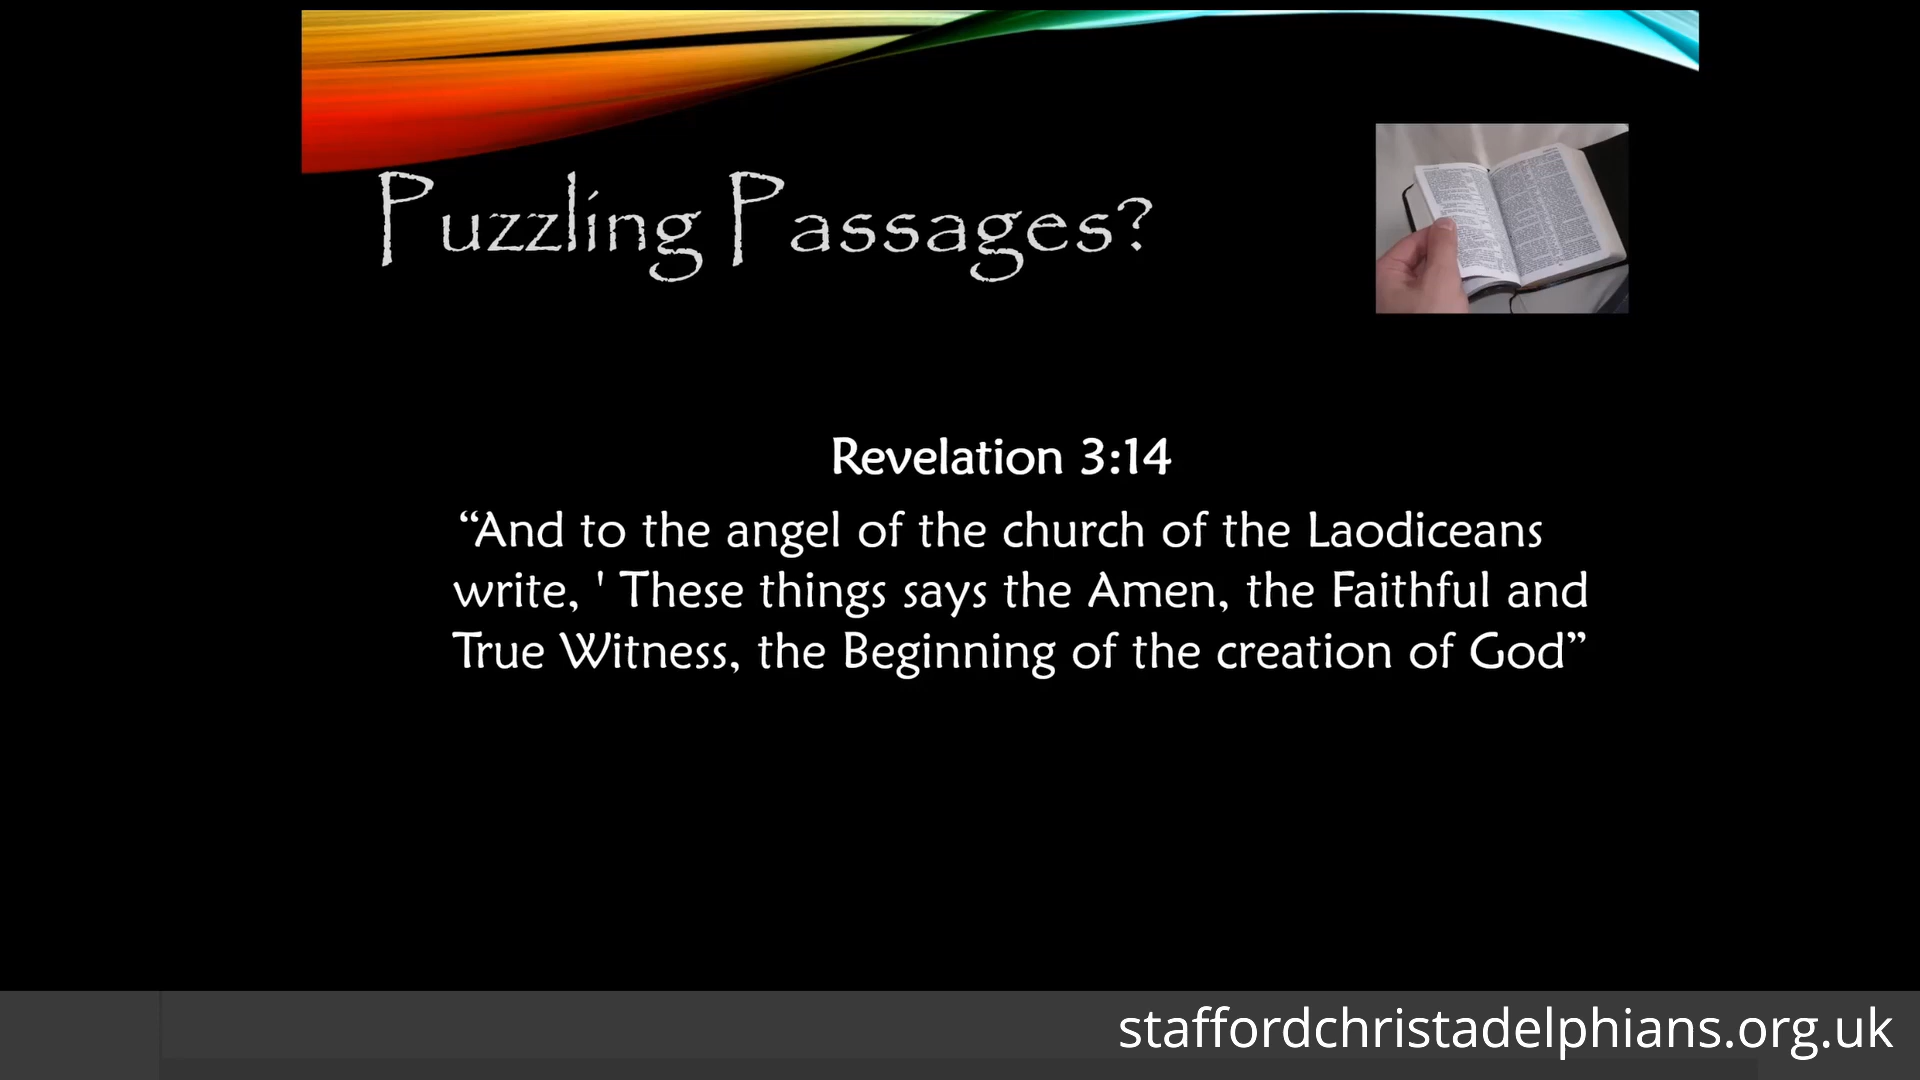 Puzzling Passages?
Revelation 3:14
“And to the angel of the church of the Laodiceans
write, ' These things says the Amen, the Faithful and
True Witness, the Beginning of the creation of God”
staffordchristadelphians.org.uk